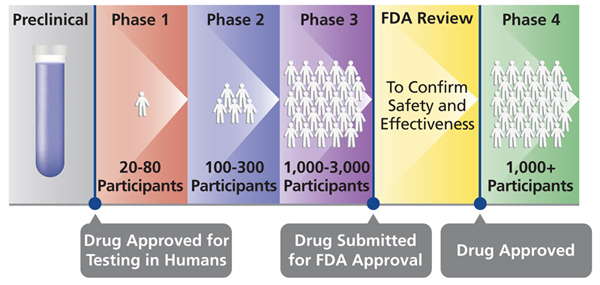 Preclinical
Phase 1
Phase 2
Phase 3
FDA Review
Phase 4
To Confirm
Safety and
Effectiveness
20-80
Participants
100-300
Participants
1,000-3,000
Participants
1,000+
Participants
Drug Approved for
Testing in Humans
Drug Submitted
for FDA Approval
Drug Approved